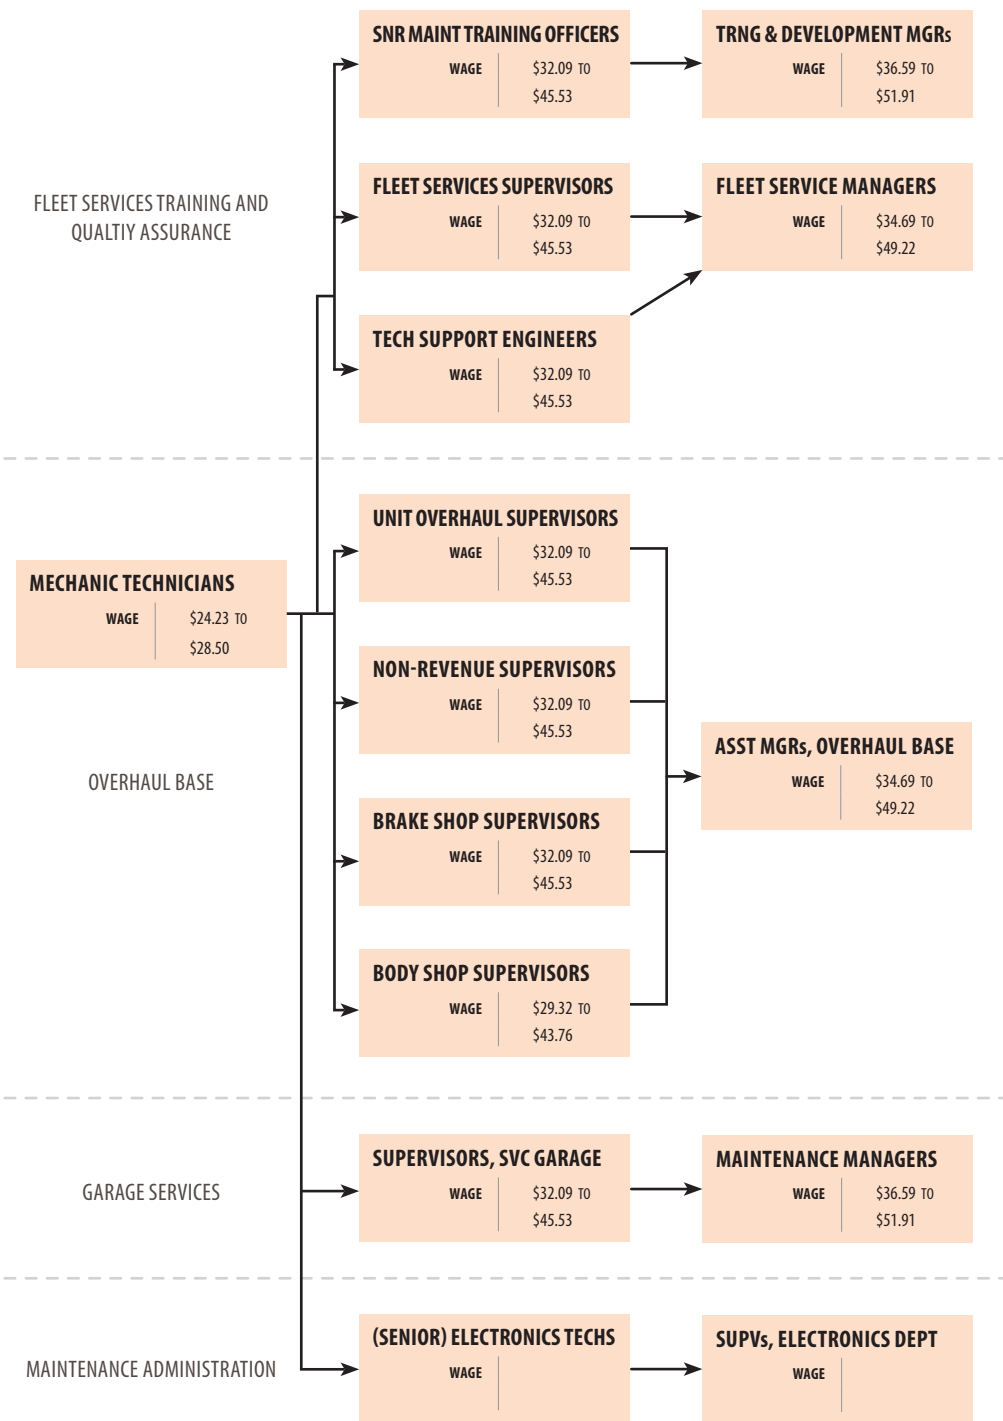 SNR MAINT TRAINING OFFICERS
WAGE $32.09 TO
$45.53
TRNG & DEVELOPMENT MGRs
WAGE $36.59 TO
$51.91
FLEET SERVICES TRAINING AND
QUALTIY ASSURANCE
FLEET SERVICES SUPERVISORS
WAGE $32.09 TO
$45.53
FLEET SERVICE MANAGERS
WAGE $34.69 TO
$49.22
TECH SUPPORT ENGINEERS
WAGE $32.09 TO
$45.53
MECHANIC TECHNICIANS
WAGE $24.23 TO
$28.50
OVERHAUL BASE
UNIT OVERHAUL SUPERVISORS
WAGE $32.09 TO
$45.53
NON-REVENUE SUPERVISORS
WAGE $32.09 TO
$45.53
BRAKE SHOP SUPERVISORS
WAGE $32.09 TO
$45.53
BODY SHOP SUPERVISORS
WAGE $29.32 TO
$43.76
ASST MGRs, OVERHAUL BASE
WAGE $34.69 TO
$49.22
GARAGE SERVICES
SUPERVISORS, SVC GARAGE
WAGE $32.09 TO
$45.53
MAINTENANCE MANAGERS
WAGE $36.59 TO
$51.91
MAINTENANCE ADMINISTRATION
(SENIOR) ELECTRONICS TECHS
WAGE
SUPVs, ELECTRONICS DEPT
WAGE